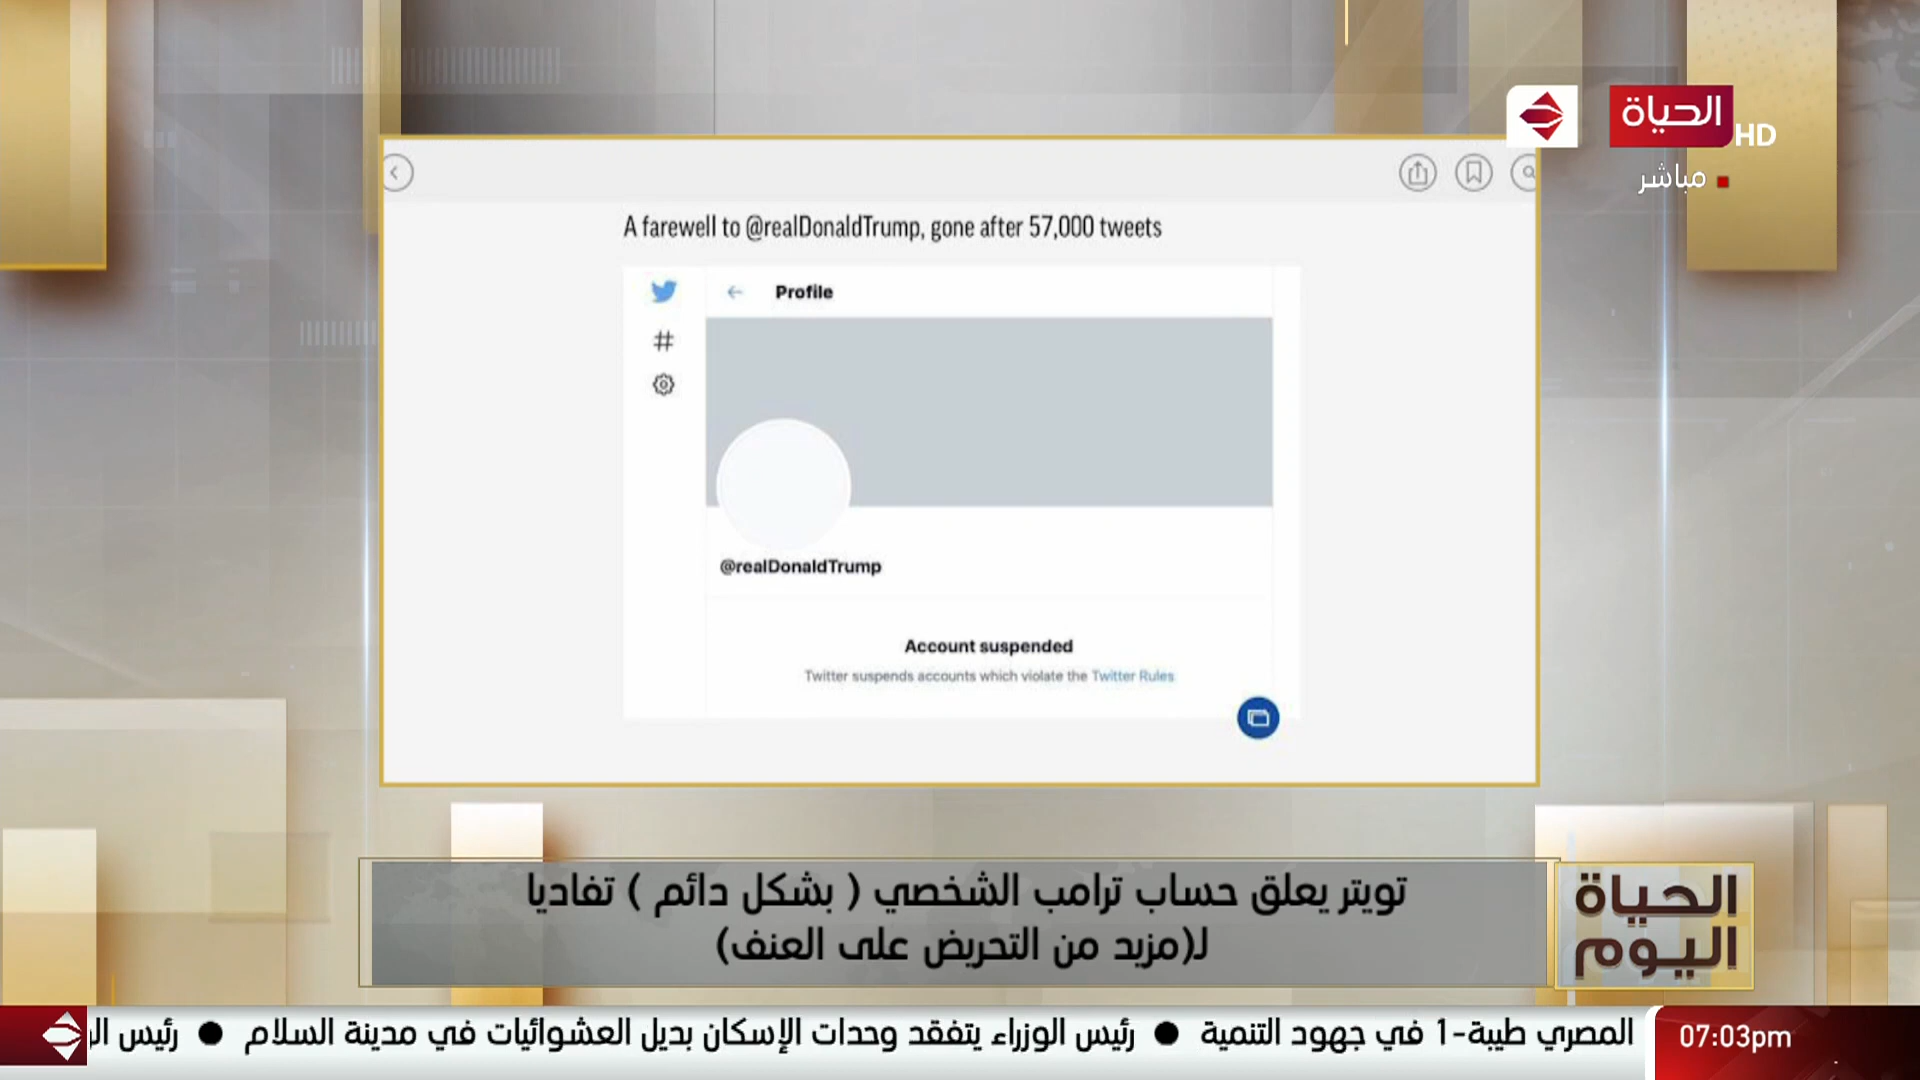 الحياة
HD
مباشر
A farewell to @realDonaldTrump, gone after 57,000 tweets
Profile
@realDonaldTrump
Account suspended
Twitter suspends accounts which violate the Twitter Rules
تويتر يعلق حساب ترامب الشخصي ( بشكل دائم ) تفاديا
لـ(مزيد من التحريض على العنف)
الحياة
اليوم
المصري طيبة-1 في جهود التنمية ● رئيس الوزراء يتفقد وحدات الإسكان بديل العشوائيات في مدينة السلام ● رئيس
07:03pm